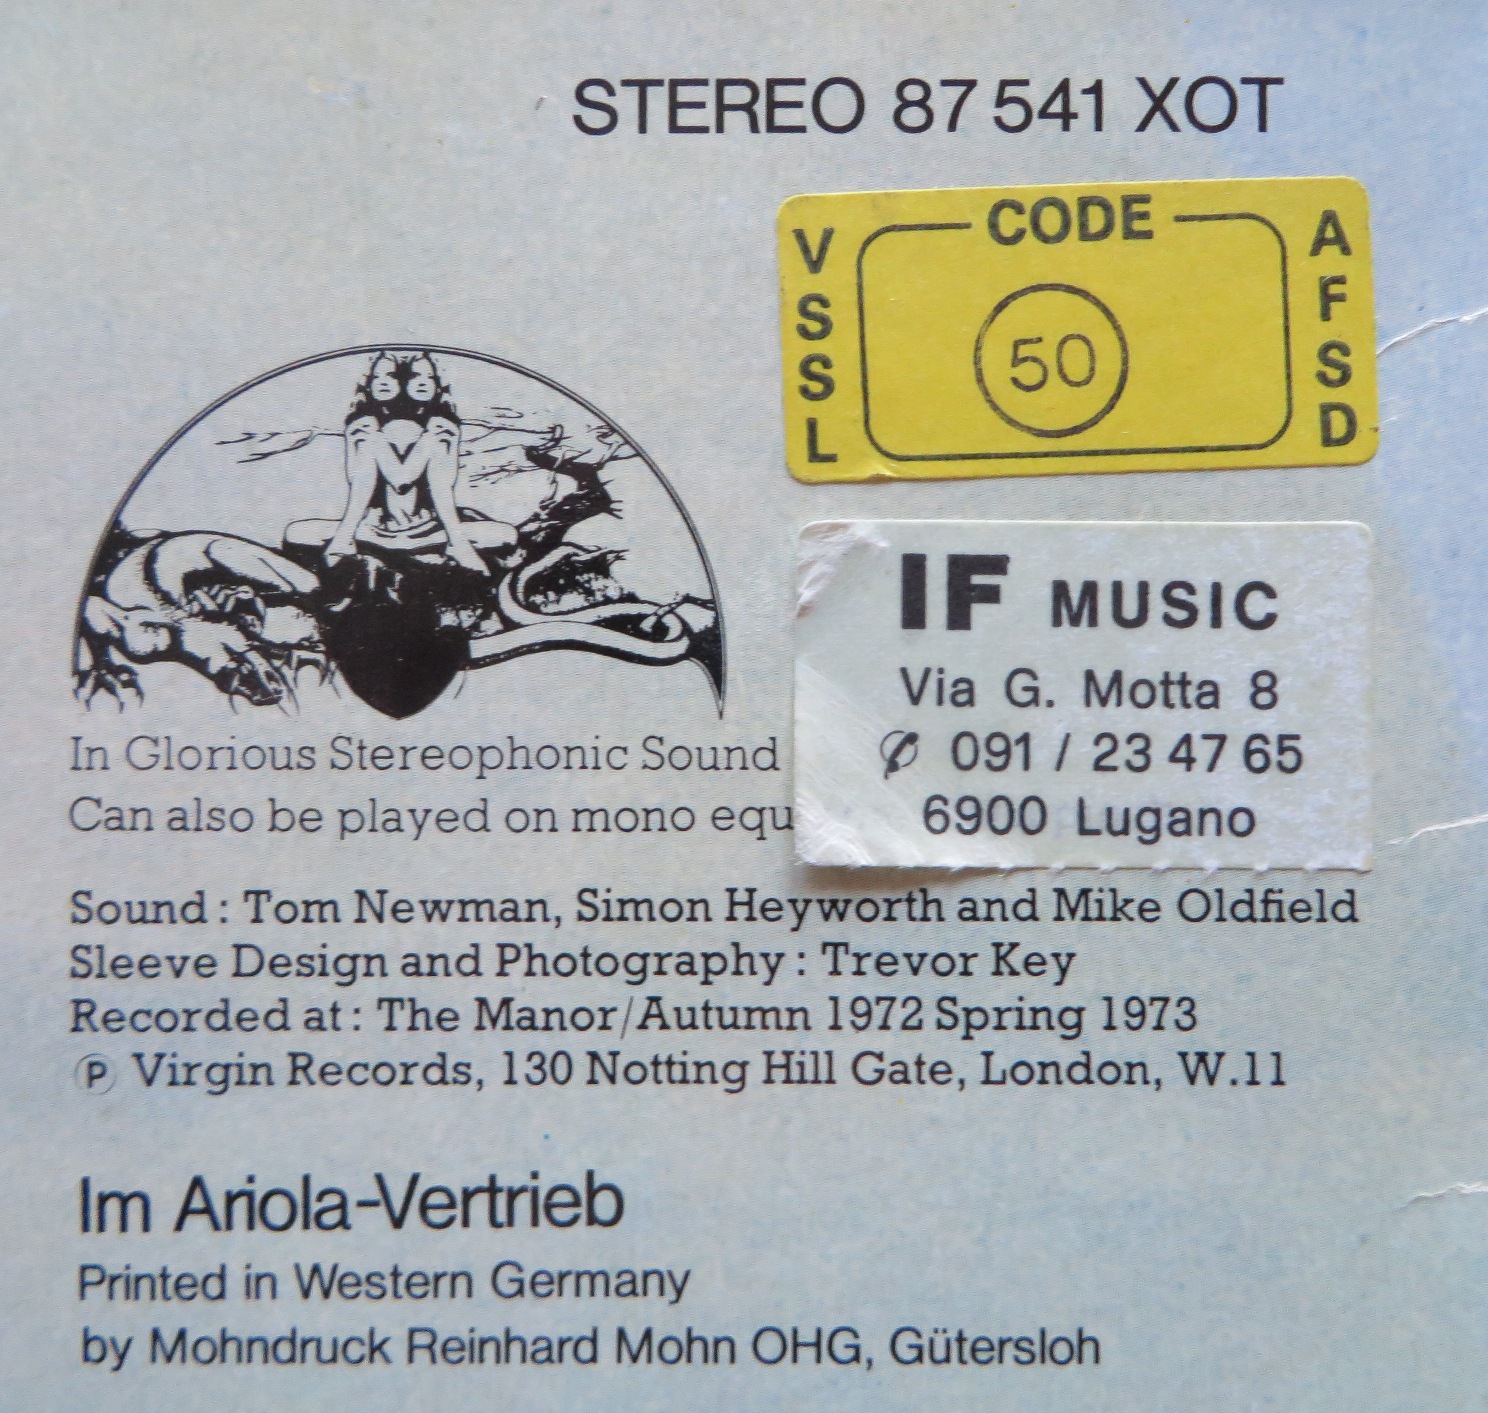 STEREO 87 541 XOT
CODE
VSSL
50
AFSD
IF MUSIC
Via G. Motta 8
✆ 091 / 23 47 65
6900 Lugano
In Glorious Stereophonic Sound
Can also be played on mono equ
Sound : Tom Newman, Simon Heyworth and Mike Oldfield
Sleeve Design and Photography : Trevor Key
Recorded at : The Manor/Autumn 1972 Spring 1973
Ⓟ Virgin Records, 130 Notting Hill Gate, London, W.11
Im Ariola-Vertrieb
Printed in Western Germany
by Mohndruck Reinhard Mohn OHG, Gütersloh